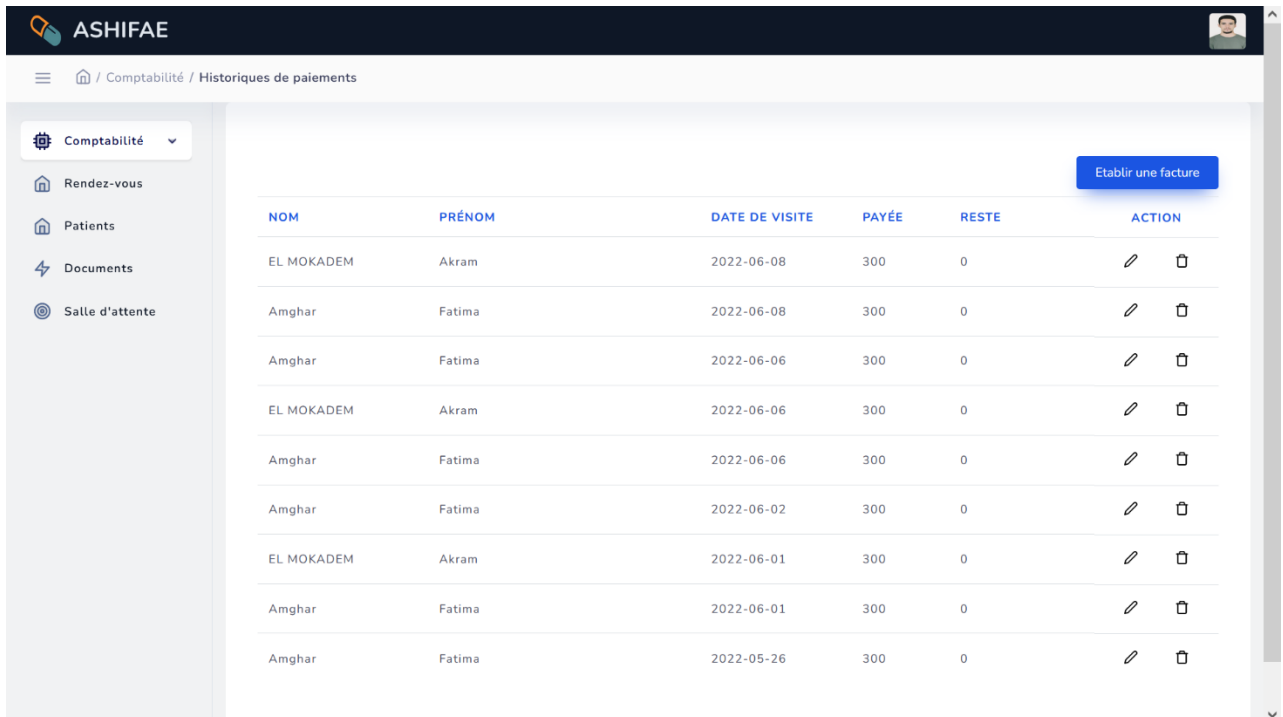 ASHIFAE
/ Comptabilité / Historiques de paiements
Comptabilité
Rendez-vous
Patients
Documents
Salle d'attente
Etablir une facture
NOM PRÉNOM DATE DE VISITE PAYÉE RESTE ACTION
EL MOKADEM Akram 2022-06-08 300 0
Amghar Fatima 2022-06-08 300 0
Amghar Fatima 2022-06-06 300 0
EL MOKADEM Akram 2022-06-06 300 0
Amghar Fatima 2022-06-06 300 0
Amghar Fatima 2022-06-02 300 0
EL MOKADEM Akram 2022-06-01 300 0
Amghar Fatima 2022-06-01 300 0
Amghar Fatima 2022-05-26 300 0